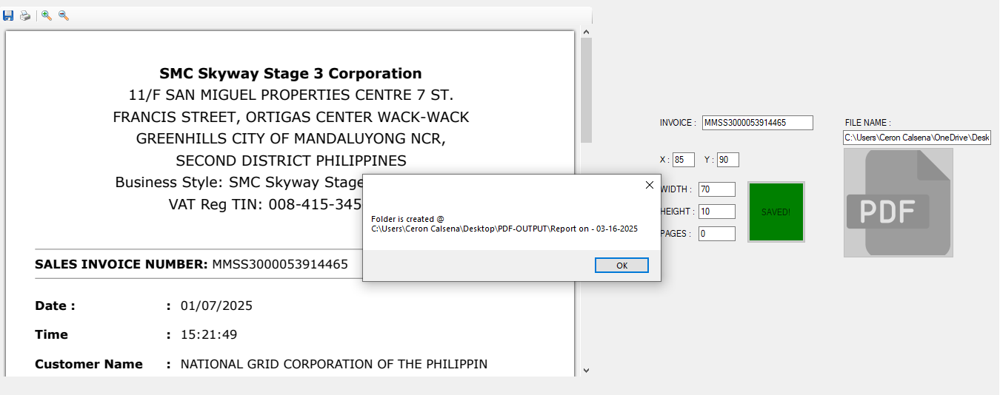 SMC Skyway Stage 3 Corporation
11/F SAN MIGUEL PROPERTIES CENTRE 7 ST.
FRANCIS STREET, ORTIGAS CENTER WACK-WACK
GREENHILLS CITY OF MANDALUYONG NCR,
SECOND DISTRICT PHILIPPINES
Business Style: SMC Skyway Stage
VAT Reg TIN: 008-415-345
SALES INVOICE NUMBER: MMSS3000053914465
Date : : 01/07/2025
Time : 15:21:49
Customer Name : NATIONAL GRID CORPORATION OF THE PHILIPPIN
Folder is created @
C:\Users\Ceron Calsena\Desktop\PDF-OUTPUT\Report on - 03-16-2025
OK
INVOICE : MMSS3000053914465
X : 85 Y : 90
WIDTH : 70
HEIGHT : 10
PAGES : 0
SAVED!
FILE NAME :
C:\Users\Ceron Calsena\OneDrive\Desk
PDF